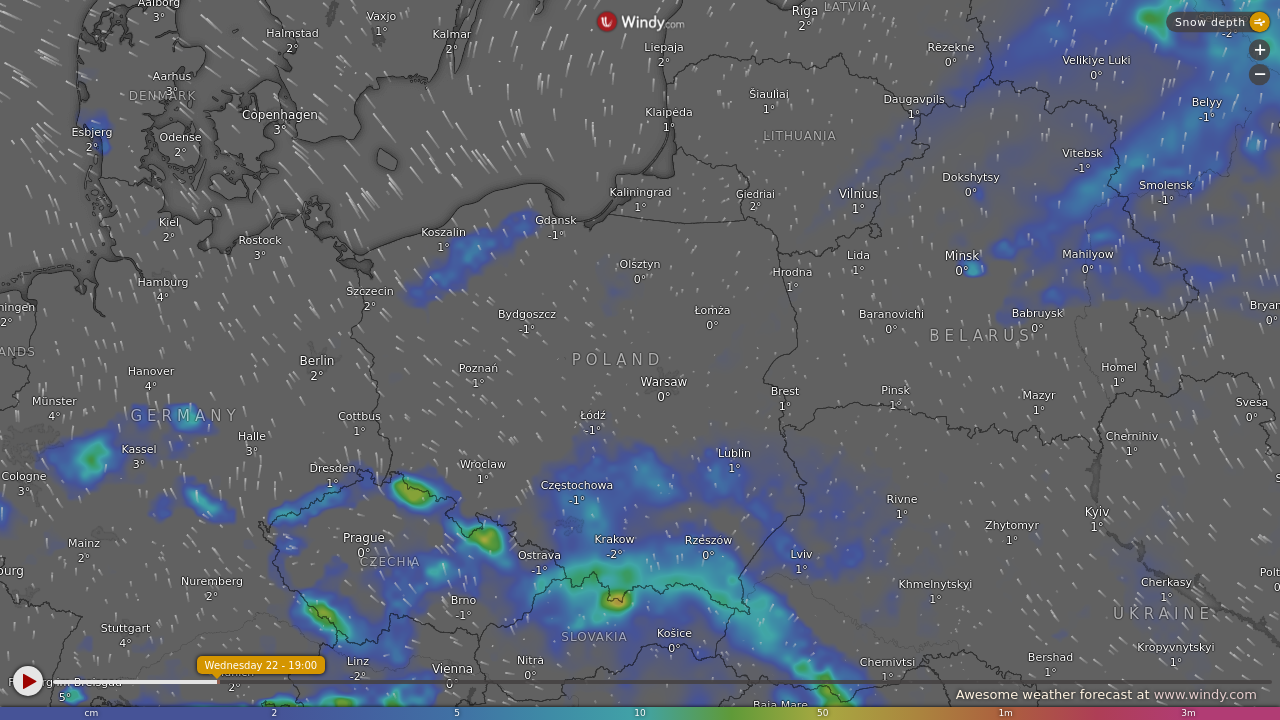 Aalborg
3°
Vaxjo
1°
Riga
2°
LATVIA
Windy.com
Snow depth
-2°
Halmstad
2°
Kalmar
2°
Liepaja
2°
Rēzekne
0°
Velikiye Luki
0°
Aarhus
3°
DENMARK
Šiauliai
1°
Daugavpils
1°
Belyy
-1°
Copenhagen
3°
Klaipėda
1°
Esbjerg
2°
Odense
2°
LITHUANIA
Vitebsk
-1°
Dokshytsy
0°
Smolensk
-1°
Kaliningrad
1°
Giedriai
2°
Vilnius
1°
Kiel
2°
Gdansk
-1°
Koszalin
1°
Rostock
3°
Lida
1°
Minsk
0°
Mahilyow
0°
Olsztyn
0°
Hrodna
1°
Hamburg
4°
Szczecin
2°
ningen
2°
Bydgoszcz
-1°
Łomża
0°
Baranovichi
0°
Babruysk
0°
Bryan
0°
BELARUS
ANDS
POLAND
Berlin
2°
Hanover
4°
Poznań
1°
Warsaw
0°
Homel
1°
Brest
1°
Pinsk
1°
Mazyr
1°
Münster
4°
Svesa
0°
GERMANY
Cottbus
1°
Łódź
-1°
Halle
3°
Chernihiv
1°
Kassel
3°
Lublin
1°
Cologne
3°
Dresden
1°
Wroclaw
1°
Częstochowa
-1°
S
Rivne
1°
Kyiv
1°
Zhytomyr
1°
Mainz
2°
Prague
0°
Krakow
-2°
Rzeszow
0°
Ostrava
-1°
Lviv
1°
CZECHIA
ourg
Polt
0
Nuremberg
2°
Khmelnytskyi
1°
Cherkasy
1°
Brno
-1°
UKRAINE
Stuttgart
4°
SLOVAKIA
Košice
0°
Kropyvnytskyi
1°
Wednesday 22 - 19:00
Linz
-2°
Nitra
0°
Vienna
0°
Chernivtsi
1°
Bershad
1°
2°
5°
Awesome weather forecast at www.windy.com
Baia Mare
cm 2 5 10 50 1m 3m